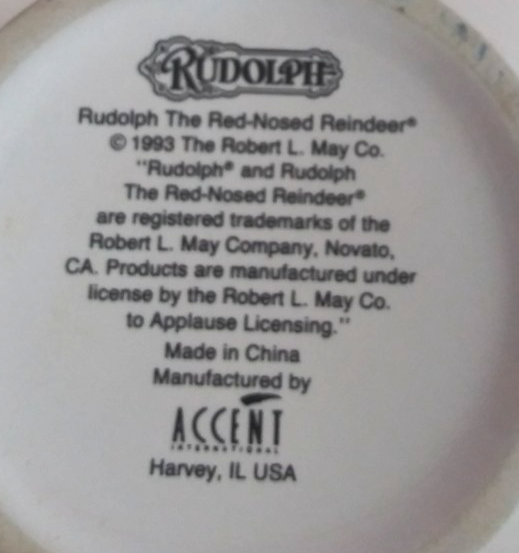 RUDOLPH
Rudolph The Red-Nosed Reindeer®
© 1993 The Robert L. May Co.
"Rudolph® and Rudolph
The Red-Nosed Reindeer®
are registered trademarks of the
Robert L. May Company, Novato,
CA. Products are manufactured under
license by the Robert L. May Co.
to Applause Licensing."
Made in China
Manufactured by
ACCENT
INTERNATIONAL
Harvey, IL USA